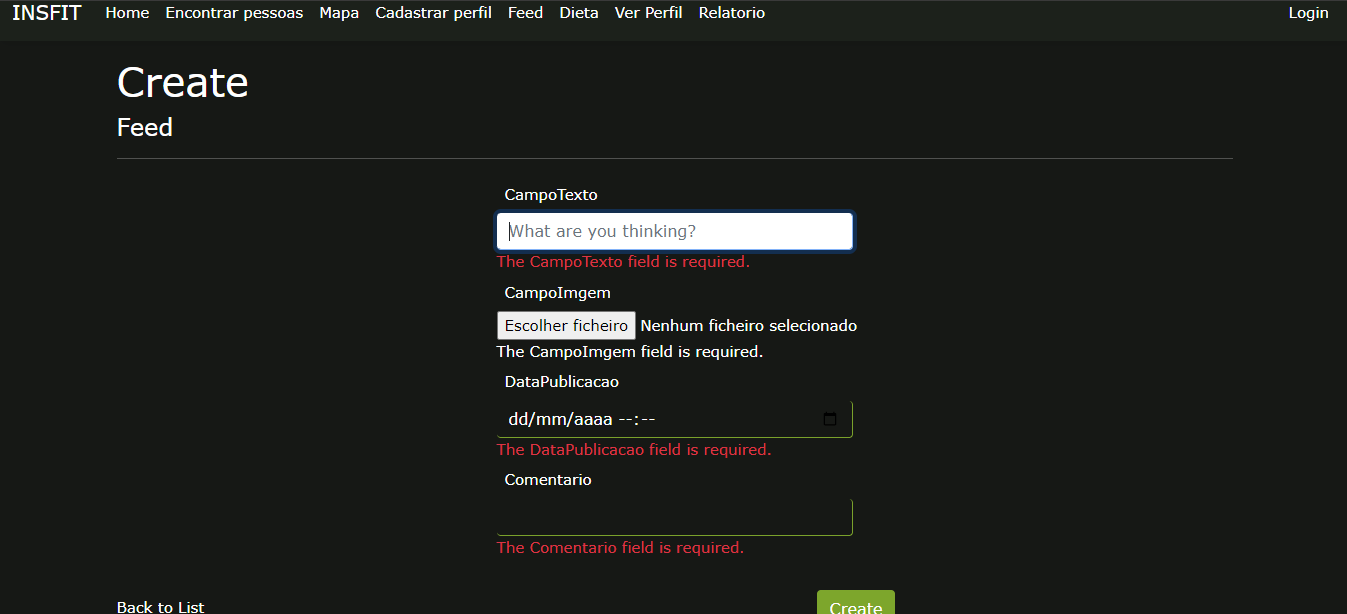 INSFIT Home Encontrar pessoas Mapa Cadastrar perfil Feed Dieta Ver Perfil Relatorio Login
Create
Feed
CampoTexto
What are you thinking?
The CampoTexto field is required.
CampoImgem
Escolher ficheiro Nenhum ficheiro selecionado
The CampoImgem field is required.
DataPublicacao
dd/mm/aaaa --:--
The DataPublicacao field is required.
Comentario
The Comentario field is required.
Back to List Create